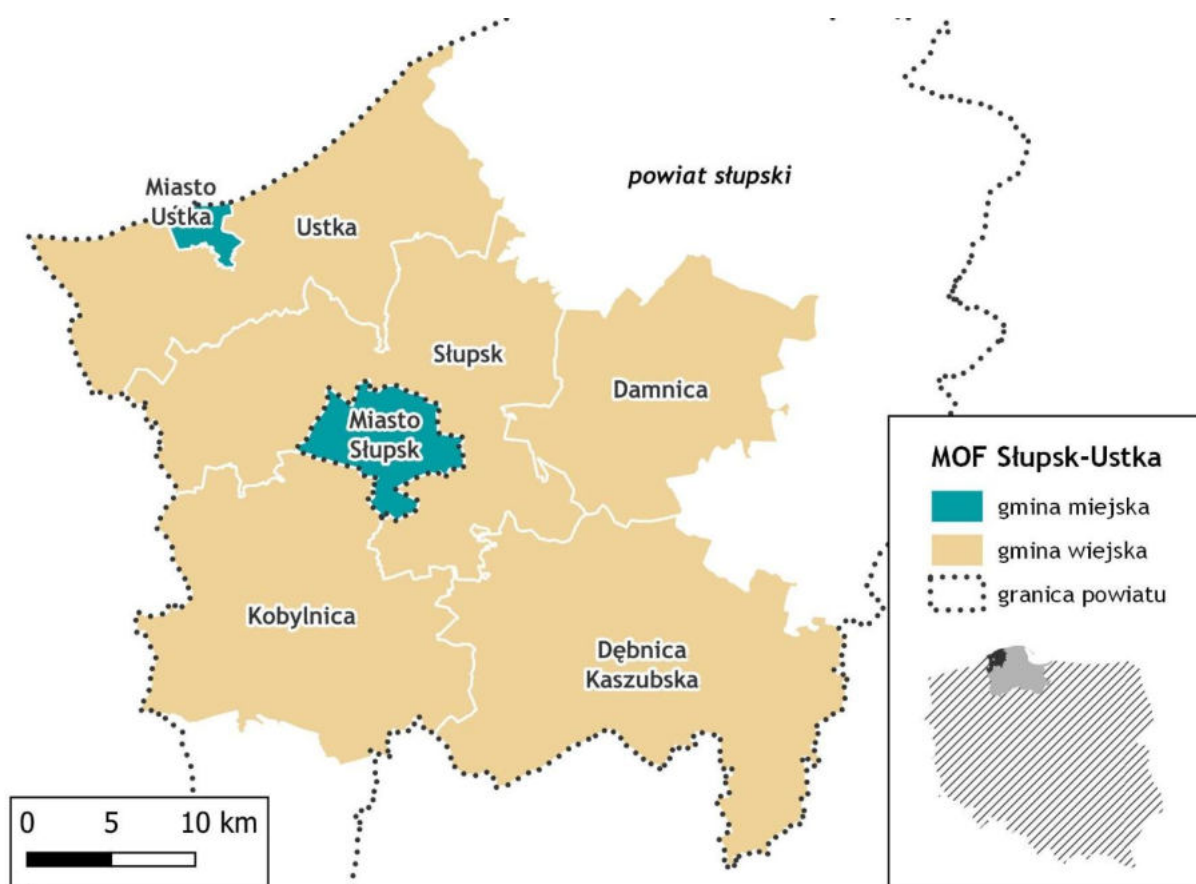 powiat słupski
Miasto
Ustka
Ustka
Słupsk
Damnica
Miasto
Słupsk
Kobylnica
Dębnica
Kaszubska
MOF Słupsk-Ustka
gmina miejska
gmina wiejska
granica powiatu
0 5 10 km